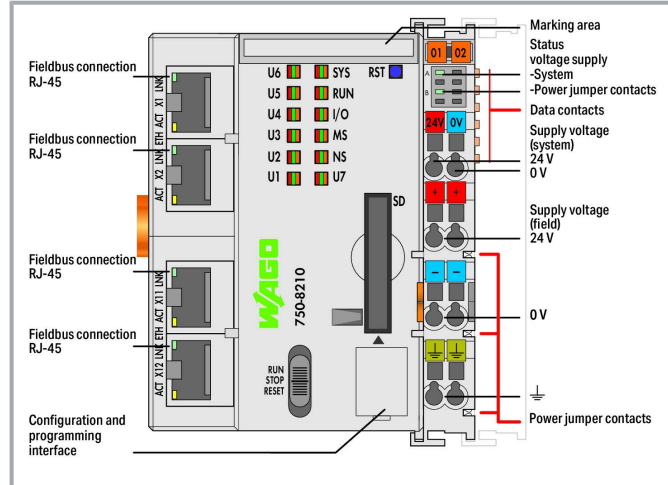 Marking area
Status
voltage supply
-System
-Power jumper contacts
Data contacts
Supply voltage
(system)
24 V
0 V
Supply voltage
(field)
24 V
0 V
Power jumper contacts
Fieldbus connection
RJ-45
Fieldbus connection
RJ-45
Fieldbus connection
RJ-45
Fieldbus connection
RJ-45
Configuration and
programming
interface
ACT X1 LNK
ETH
ACT X2 LNK
ACT X11 LNK
ETH
ACT X12 LNK
U6 SYS RST
U5 RUN
U4 I/O
U3 MS
U2 NS
U1 U7
SD
WAGO
750-8210
RUN
STOP
RESET
01 02
A
B
24V 0V
+ +
− −